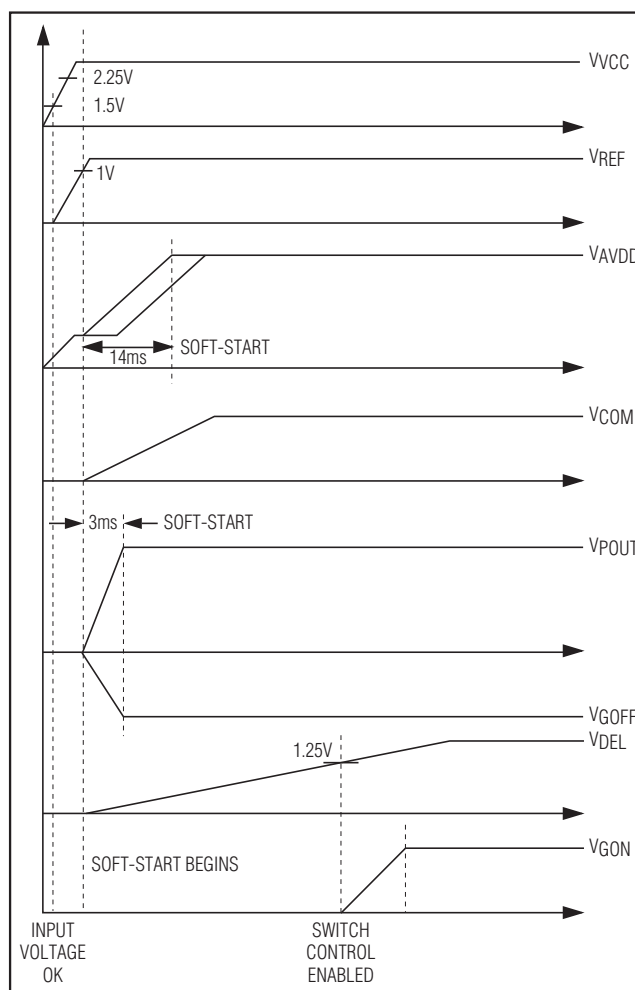 VVCC
2.25V
1.5V
VREF
1V
VAVDD
SOFT-START
14ms
VCOM
3ms
SOFT-START
VPOUT
VGOFF
VDEL
1.25V
VGON
SOFT-START BEGINS
INPUT
VOLTAGE
OK
SWITCH
CONTROL
ENABLED